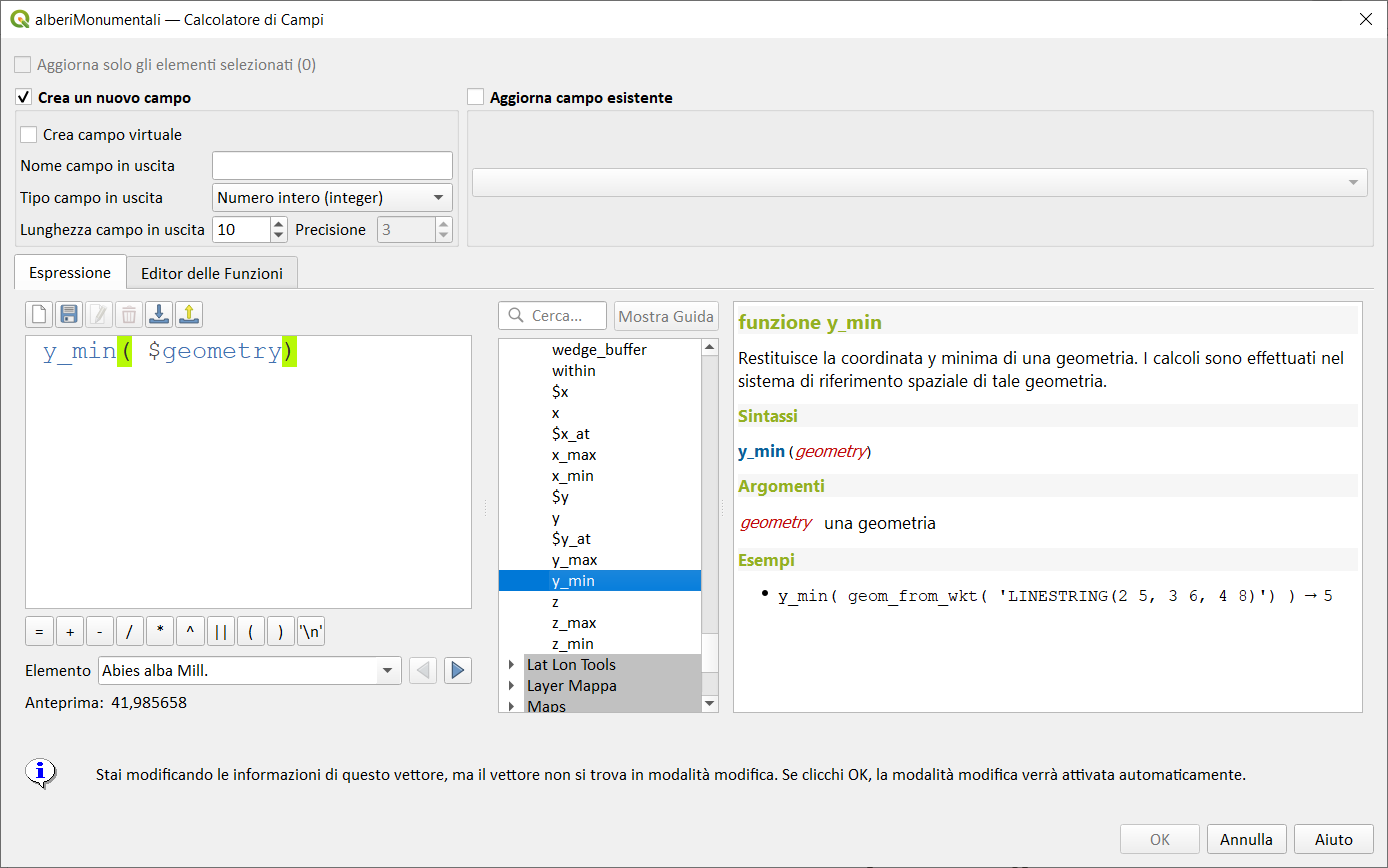 alberiMonumentali — Calcolatore di Campi
Aggiorna solo gli elementi selezionati (0)
Crea un nuovo campo
Aggiorna campo esistente
Crea campo virtuale
Nome campo in uscita
Tipo campo in uscita Numero intero (integer)
Lunghezza campo in uscita 10 Precisione 3
Espressione Editor delle Funzioni
Cerca... Mostra Guida
y_min( $geometry)
wedge_buffer
within
$x
x
$x_at
x_max
x_min
$y
y
$y_at
y_max
y_min
z
z_max
z_min
Lat Lon Tools
Layer Mappa
Maps
funzione y_min
Restituisce la coordinata y minima di una geometria. I calcoli sono effettuati nel
sistema di riferimento spaziale di tale geometria.
Sintassi
y_min (geometry)
Argomenti
geometry una geometria
Esempi
• y_min( geom_from_wkt( 'LINESTRING(2 5, 3 6, 4 8)') ) → 5
= + - / * ^ || ( ) '\n'
Elemento Abies alba Mill.
Anteprima: 41,985658
Stai modificando le informazioni di questo vettore, ma il vettore non si trova in modalità modifica. Se clicchi OK, la modalità modifica verrà attivata automaticamente.
OK Annulla Aiuto